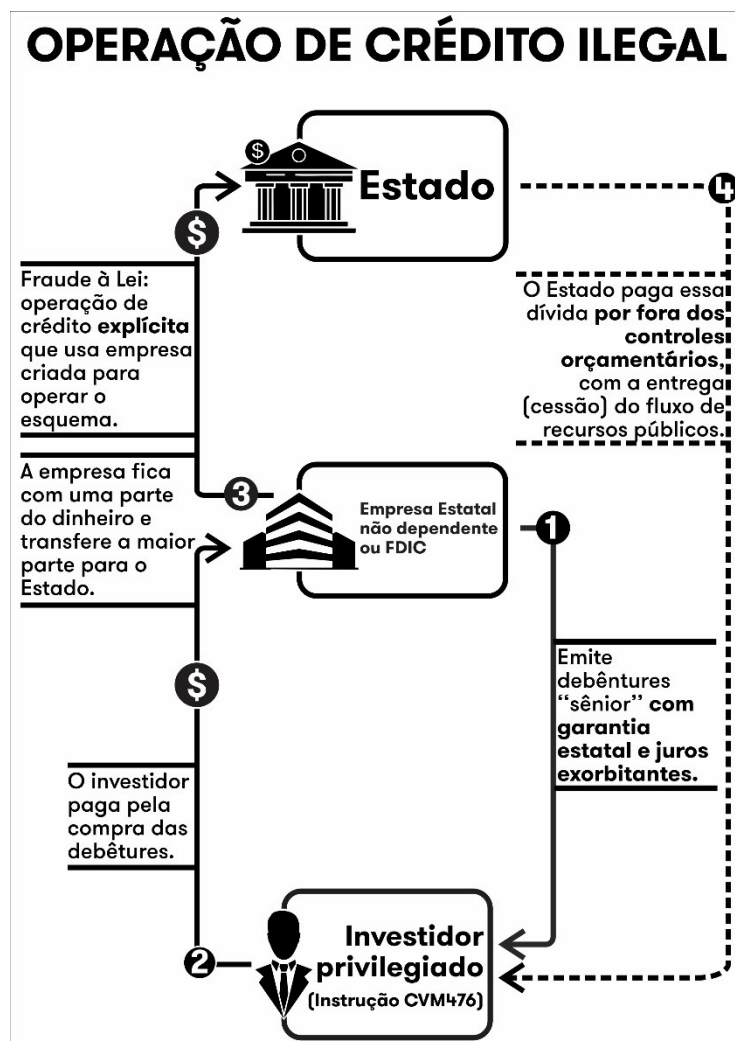 OPERAÇÃO DE CRÉDITO ILEGAL
$
Estado
4
$
Fraude à Lei:
operação de
crédito explícita
que usa empresa
criada para
operar o
esquema.
O Estado paga essa
dívida por fora dos
controles
orçamentários,
com a entrega
(cessão) do fluxo de
recursos públicos.
A empresa fica
com uma parte
do dinheiro e
transfere a maior
parte para o
Estado.
3
Empresa Estatal
não dependente
ou FDIC
1
$
Emite
debêntures
“sênior” com
garantia
estatal e juros
exorbitantes.
O investidor
paga pela
compra das
debêtures.
2
Investidor
privilegiado
(Instrução CVM476)